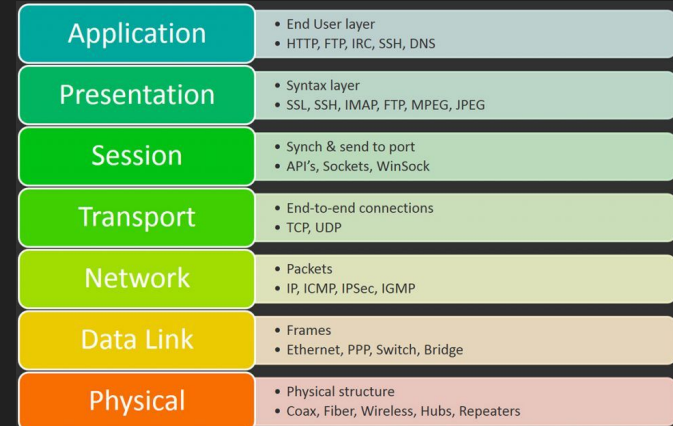 Application
• End User layer
• HTTP, FTP, IRC, SSH, DNS
Presentation
• Syntax layer
• SSL, SSH, IMAP, FTP, MPEG, JPEG
Session
• Synch & send to port
• API's, Sockets, WinSock
Transport
• End-to-end connections
• TCP, UDP
Network
• Packets
• IP, ICMP, IPSec, IGMP
Data Link
• Frames
• Ethernet, PPP, Switch, Bridge
Physical
• Physical structure
• Coax, Fiber, Wireless, Hubs, Repeaters